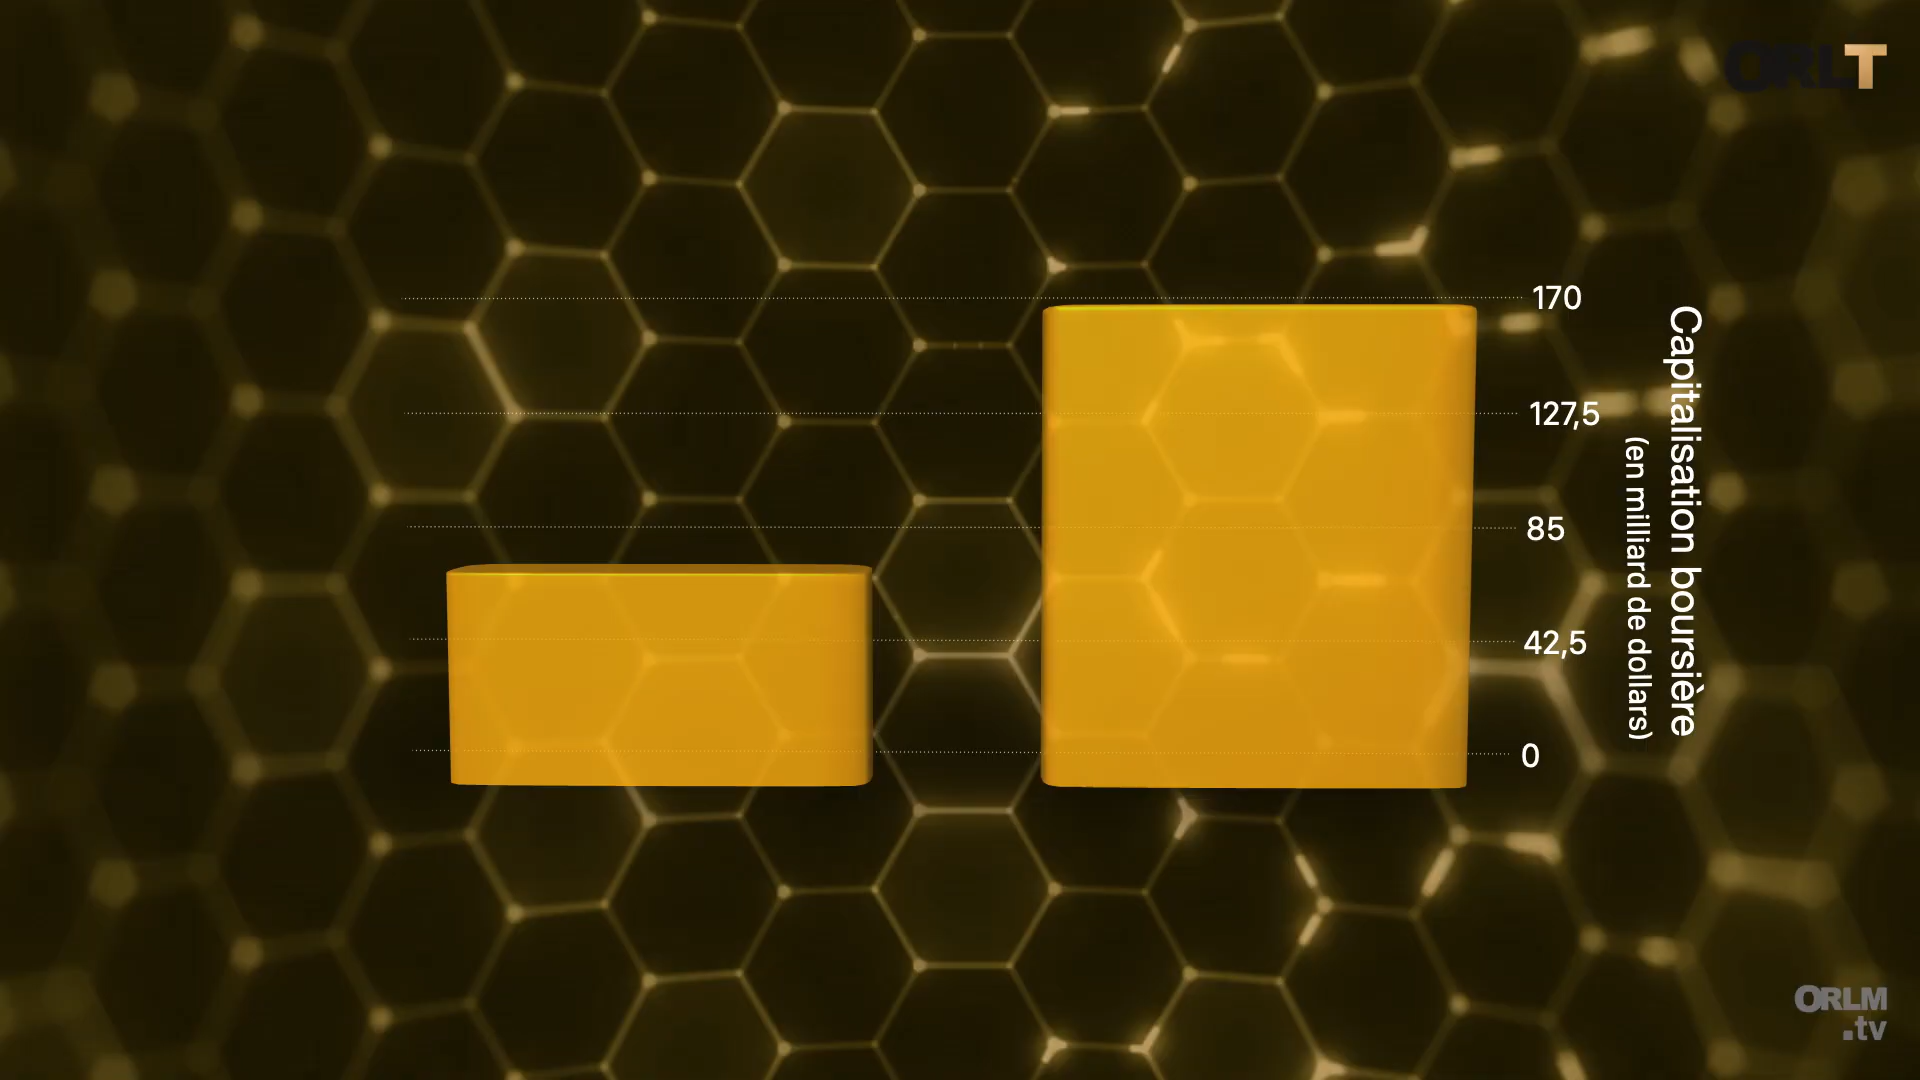 ORLT
170
127,5
85
42,5
0
Capitalisation boursière
(en milliard de dollars)
ORLM
.tv